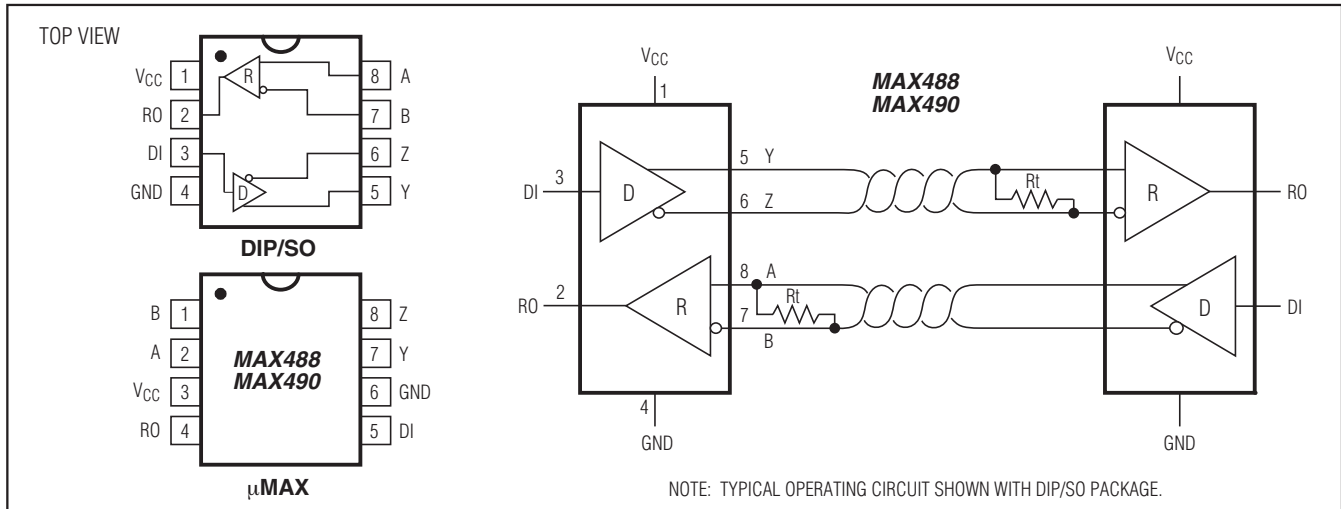 TOP VIEW
VCC 1
RO 2
DI 3
GND 4
R
D
8 A
7 B
6 Z
5 Y
DIP/SO
B 1
A 2
VCC 3
RO 4
MAX488
MAX490
8 Z
7 Y
6 GND
5 DI
µMAX
VCC
1
MAX488
MAX490
VCC
DI 3
D
5 Y
6 Z
Rt
R
RO
RO 2
R
8 A
Rt
7
B
D
DI
4
GND
GND
NOTE: TYPICAL OPERATING CIRCUIT SHOWN WITH DIP/SO PACKAGE.